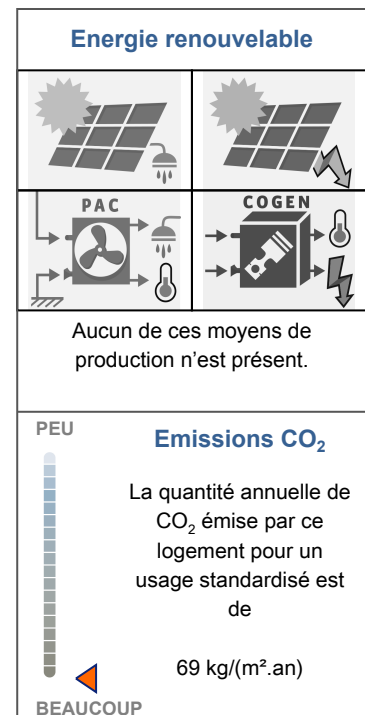 Energie renouvelable
PAC
COGEN
Aucun de ces moyens de
production n'est présent.
PEU
Emissions CO₂
La quantité annuelle de
CO₂ émise par ce
logement pour un
usage standardisé est
de
69 kg/(m².an)
BEAUCOUP